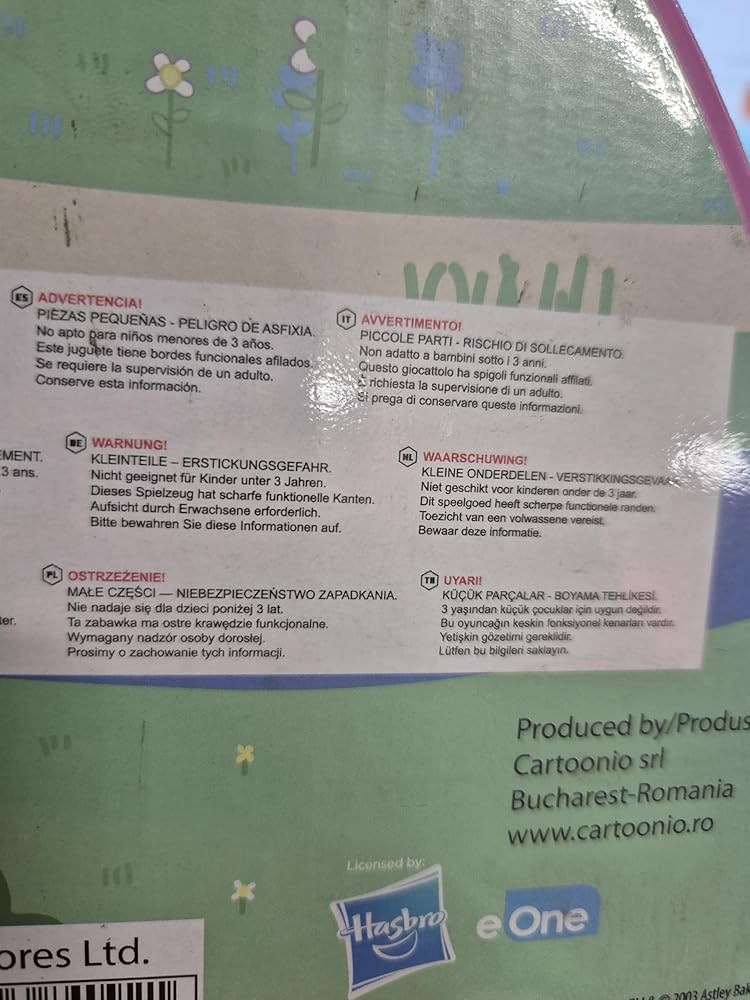 ES ADVERTENCIA!
PIEZAS PEQUEÑAS - PELIGRO DE ASFIXIA.
No apto para niños menores de 3 años.
Este juguete tiene bordes funcionales afilados.
Se requiere la supervisión de un adulto.
Conserve esta información.
IT AVVERTIMENTO!
PICCOLE PARTI - RISCHIO DI SOLLECAMENTO.
Non adatto a bambini sotto i 3 anni.
Questo giocattolo ha spigoli funzionali affilati.
È richiesta la supervisione di un adulto.
Si prega di conservare queste informazioni.
EMENT.
3 ans.
DE WARNUNG!
KLEINTEILE – ERSTICKUNGSGEFAHR.
Nicht geeignet für Kinder unter 3 Jahren.
Dieses Spielzeug hat scharfe funktionelle Kanten.
Aufsicht durch Erwachsene erforderlich.
Bitte bewahren Sie diese Informationen auf.
NL WAARSCHUWING!
KLEINE ONDERDELEN - VERSTIKKINGSGEVAA
Niet geschikt voor kinderen onder de 3 jaar.
Dit speelgoed heeft scherpe functionele randen.
Toezicht van een volwassene vereist.
Bewaar deze informatie.
ter.
PL OSTRZEŻENIE!
MAŁE CZĘŚCI — NIEBEZPIECZEŃSTWO ZAPADKANIA.
Nie nadaje się dla dzieci poniżej 3 lat.
Ta zabawka ma ostre krawędzie funkcjonalne.
Wymagany nadzór osoby dorosłej.
Prosimy o zachowanie tych informacji.
TR UYARI!
KÜÇÜK PARÇALAR - BOYAMA TEHLİKESİ.
3 yaşından küçük çocuklar için uygun değildir.
Bu oyuncağın keskin fonksiyonel kenarları vardır.
Yetişkin gözetimi gereklidir.
Lütfen bu bilgileri saklayın.
Produced by/Produs
Cartoonio srl
Bucharest-Romania
www.cartoonio.ro
Licensed by:
Hasbro
eOne
ores Ltd.
© 2003 Astley Bak